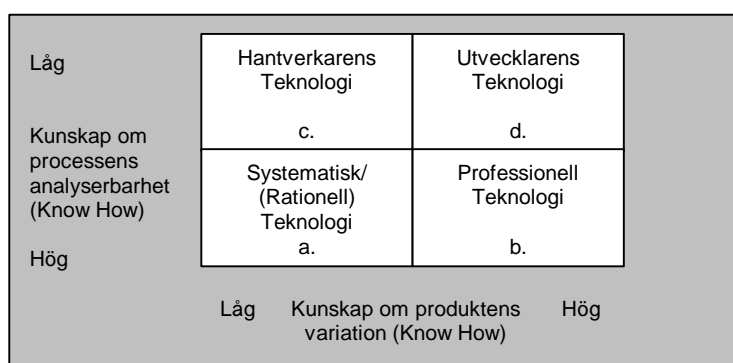 Låg
Kunskap om
processens
analyserbarhet
(Know How)
Hög
Hantverkarens
Teknologi
c.
Utvecklarens
Teknologi
d.
Systematisk/
(Rationell)
Teknologi
a.
Professionell
Teknologi
b.
Låg Kunskap om produktens Hög
variation (Know How)